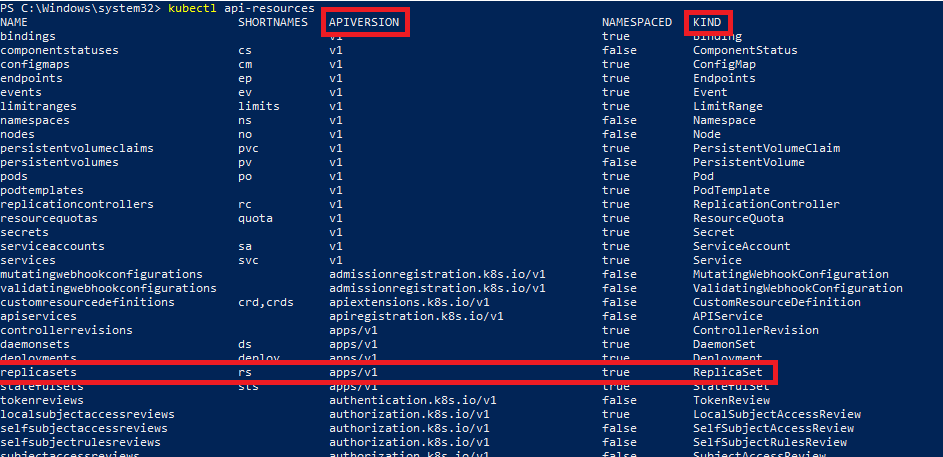 PS C:\Windows\system32> kubectl api-resources
NAME SHORTNAMES APIVERSION NAMESPACED KIND
bindings v1 true Binding
componentstatuses cs v1 false ComponentStatus
configmaps cm v1 true ConfigMap
endpoints ep v1 true Endpoints
events ev v1 true Event
limitranges limits v1 true LimitRange
namespaces ns v1 false Namespace
nodes no v1 false Node
persistentvolumeclaims pvc v1 true PersistentVolumeClaim
persistentvolumes pv v1 false PersistentVolume
pods po v1 true Pod
podtemplates v1 true PodTemplate
replicationcontrollers rc v1 true ReplicationController
resourcequotas quota v1 true ResourceQuota
secrets v1 true Secret
serviceaccounts sa v1 true ServiceAccount
services svc v1 true Service
mutatingwebhookconfigurations admissionregistration.k8s.io/v1 false MutatingWebhookConfiguration
validatingwebhookconfigurations admissionregistration.k8s.io/v1 false ValidatingWebhookConfiguration
customresourcedefinitions crd,crds apiextensions.k8s.io/v1 false CustomResourceDefinition
apiservices apiregistration.k8s.io/v1 false APIService
controllerrevisions apps/v1 true ControllerRevision
daemonsets ds apps/v1 true DaemonSet
deployments deploy apps/v1 true Deployment
replicasets rs apps/v1 true ReplicaSet
statefulsets sts apps/v1 true StatefulSet
tokenreviews authentication.k8s.io/v1 false TokenReview
localsubjectaccessreviews authorization.k8s.io/v1 true LocalSubjectAccessReview
selfsubjectaccessreviews authorization.k8s.io/v1 false SelfSubjectAccessReview
selfsubjectrulesreviews authorization.k8s.io/v1 false SelfSubjectRulesReview
subjectaccessreviews authorization.k8s.io/v1 false SubjectAccessReview